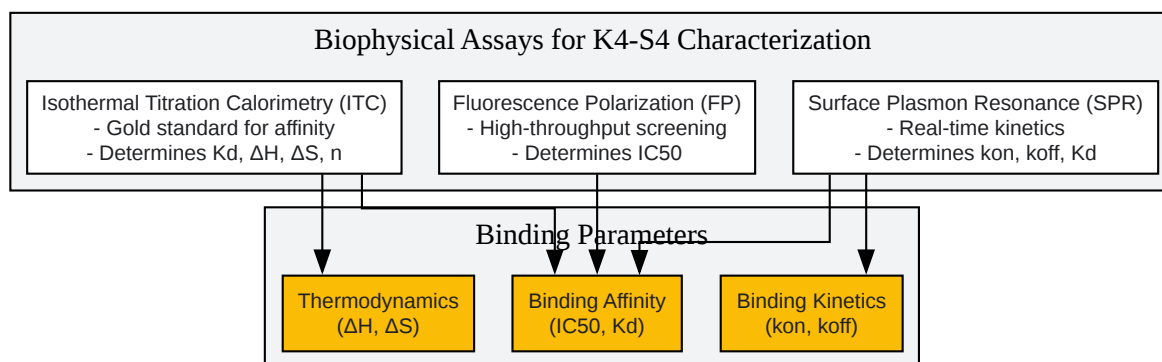 Biophysical Assays for K4-S4 Characterization
Isothermal Titration Calorimetry (ITC)
- Gold standard for affinity
- Determines Kd, ΔH, ΔS, n
Fluorescence Polarization (FP)
- High-throughput screening
- Determines IC50
Surface Plasmon Resonance (SPR)
- Real-time kinetics
- Determines kon, koff, Kd
Binding Parameters
Thermodynamics
(ΔH, ΔS)
Binding Affinity
(IC50, Kd)
Binding Kinetics
(kon, koff)